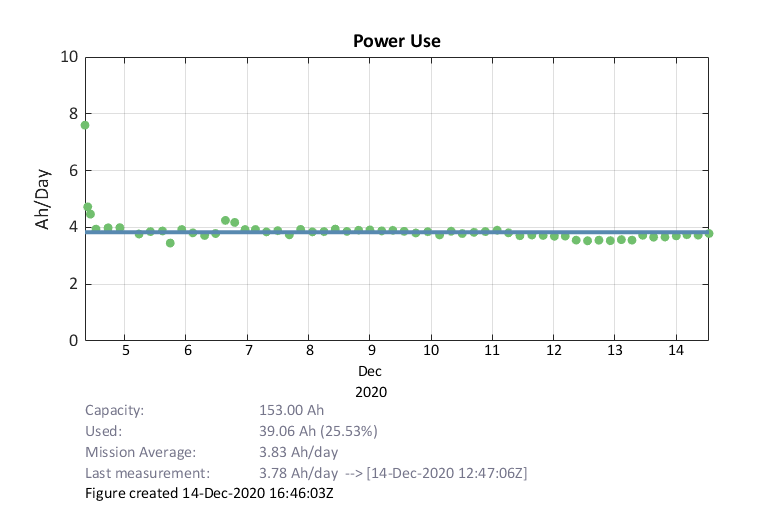 Power Use
10
8
6
4
2
0
Ah/Day
5 6 7 8 9 10 11 12 13 14
Dec
2020
Capacity: 153.00 Ah
Used: 39.06 Ah (25.53%)
Mission Average: 3.83 Ah/day
Last measurement: 3.78 Ah/day --> [14-Dec-2020 12:47:06Z]
Figure created 14-Dec-2020 16:46:03Z